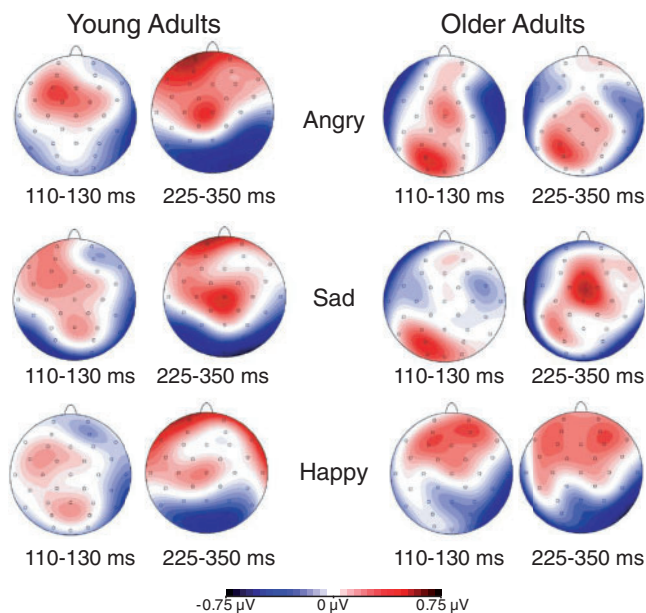 Young Adults Older Adults
Angry
110-130 ms 225-350 ms 110-130 ms 225-350 ms
Sad
110-130 ms 225-350 ms 110-130 ms 225-350 ms
Happy
110-130 ms 225-350 ms 110-130 ms 225-350 ms
-0.75 µV 0 µV 0.75 µV